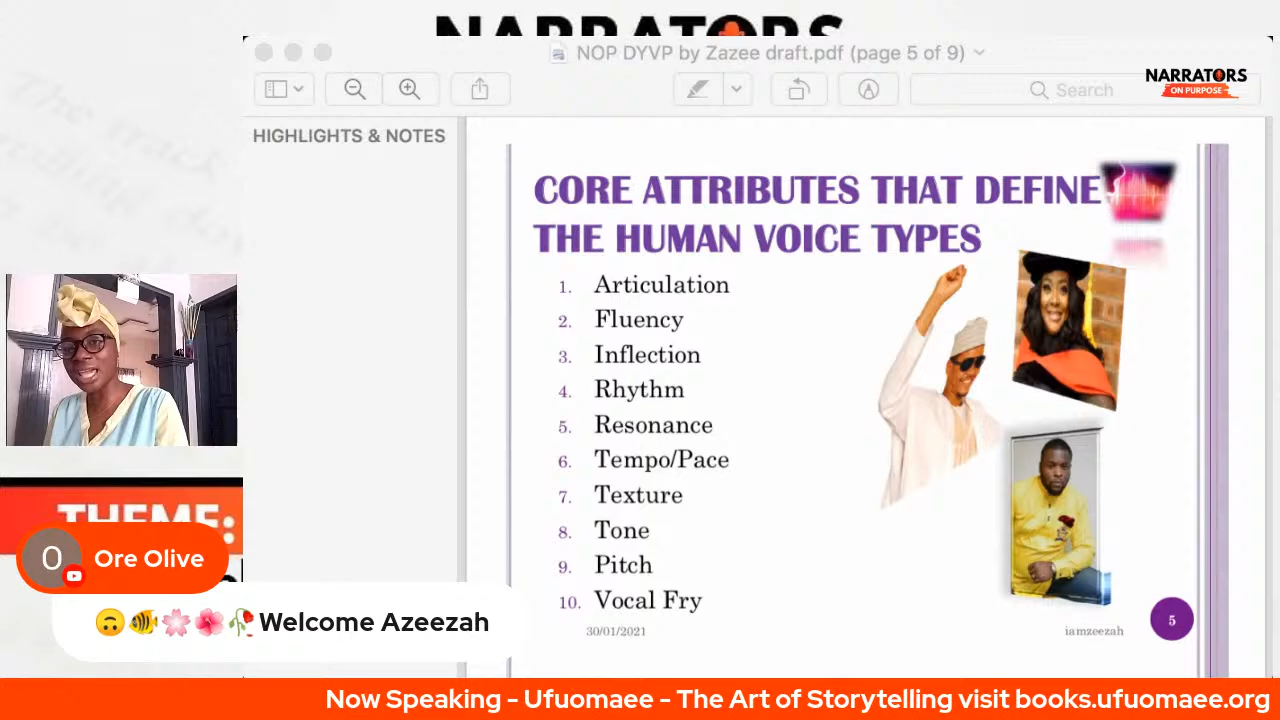 NARRATORS
NOP DYVP by Zazee draft.pdf (page 5 of 9)
Search
NARRATORS
ON PURPOSE
HIGHLIGHTS & NOTES
CORE ATTRIBUTES THAT DEFINE
THE HUMAN VOICE TYPES
1. Articulation
2. Fluency
3. Inflection
4. Rhythm
5. Resonance
6. Tempo/Pace
7. Texture
8. Tone
9. Pitch
10. Vocal Fry
30/01/2021
iamzeezah
5
THEME:
O
Ore Olive
🙃🐠🌸🌺🥀Welcome Azeezah
Now Speaking - Ufuomaee - The Art of Storytelling visit books.ufuomaee.org